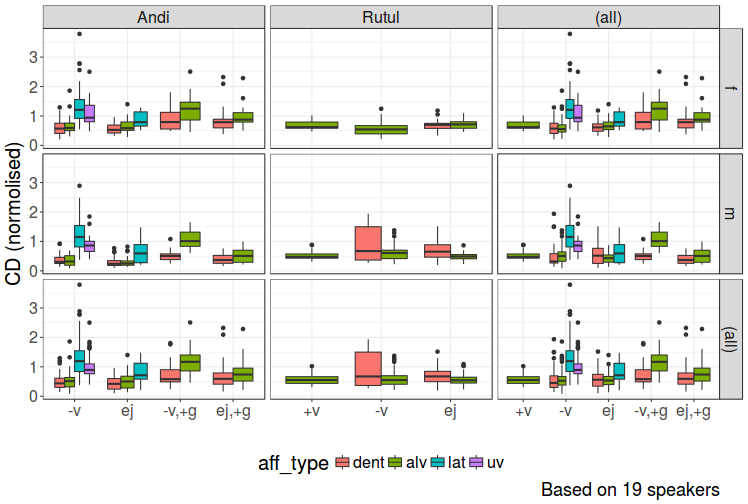 Andi Rutul (all)
CD (normolised)
3
2
1
0
f
3
2
1
0
m
3
2
1
0
(all)
-v ej -v,+g ej,+g +v -v ej +v -v ej -v,+g ej,+g
aff_type dent alv lat uv
Based on 19 speakers